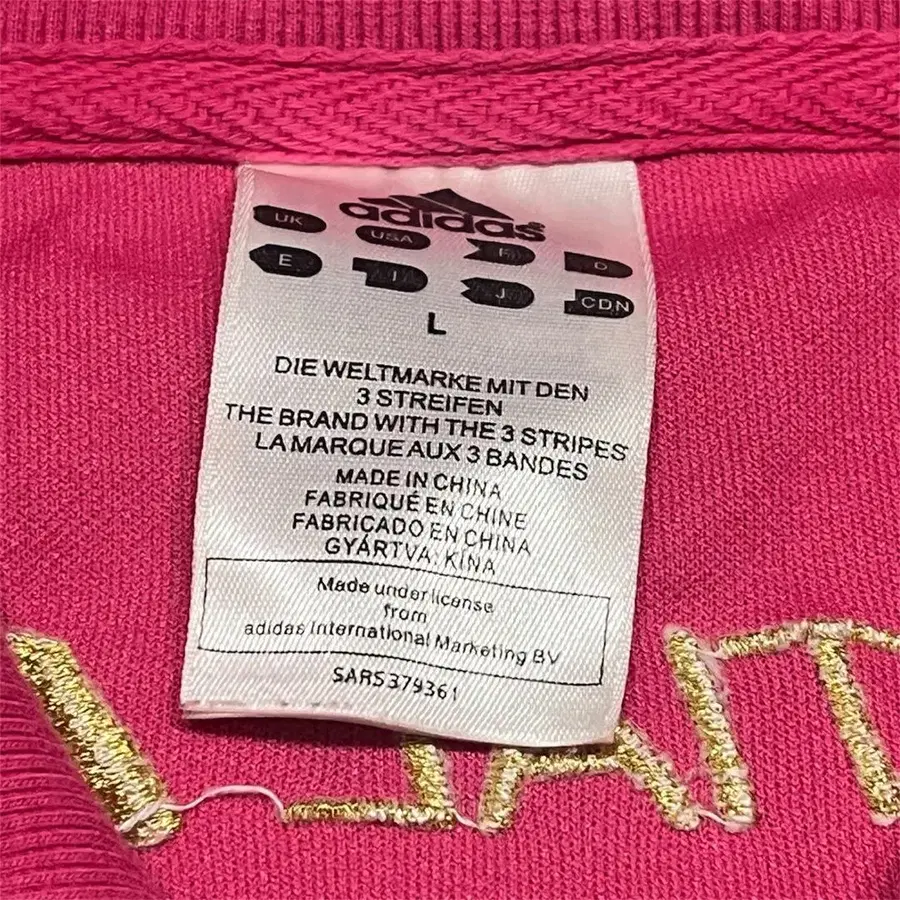 adidas
UK USA F D
E I J CDN
L
DIE WELTMARKE MIT DEN
3 STREIFEN
THE BRAND WITH THE 3 STRIPES
LA MARQUE AUX 3 BANDES
MADE IN CHINA
FABRIQUÉ EN CHINE
FABRICADO EN CHINA
GYÁRTVA: KÍNA
Made under license
from
adidas International Marketing BV
SARS379361